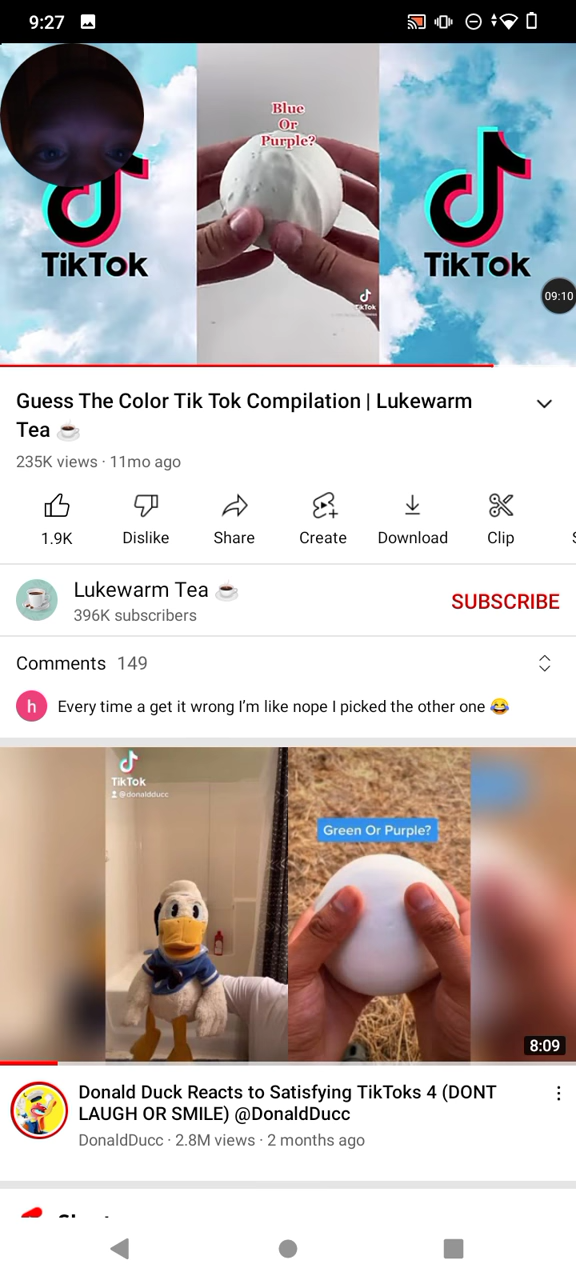 9:27
Blue
Or
Purple?
TikTok
TikTok
TikTok
09:10
Guess The Color Tik Tok Compilation | Lukewarm
Tea ☕
235K views · 11mo ago
1.9K
Dislike
Share
Create
Download
Clip
Lukewarm Tea ☕
396K subscribers
SUBSCRIBE
Comments 149
h
Every time a get it wrong I'm like nope I picked the other one 😂
TikTok
@donaldducc
Green Or Purple?
8:09
Donald Duck Reacts to Satisfying TikToks 4 (DONT
LAUGH OR SMILE) @DonaldDucc
DonaldDucc · 2.8M views · 2 months ago